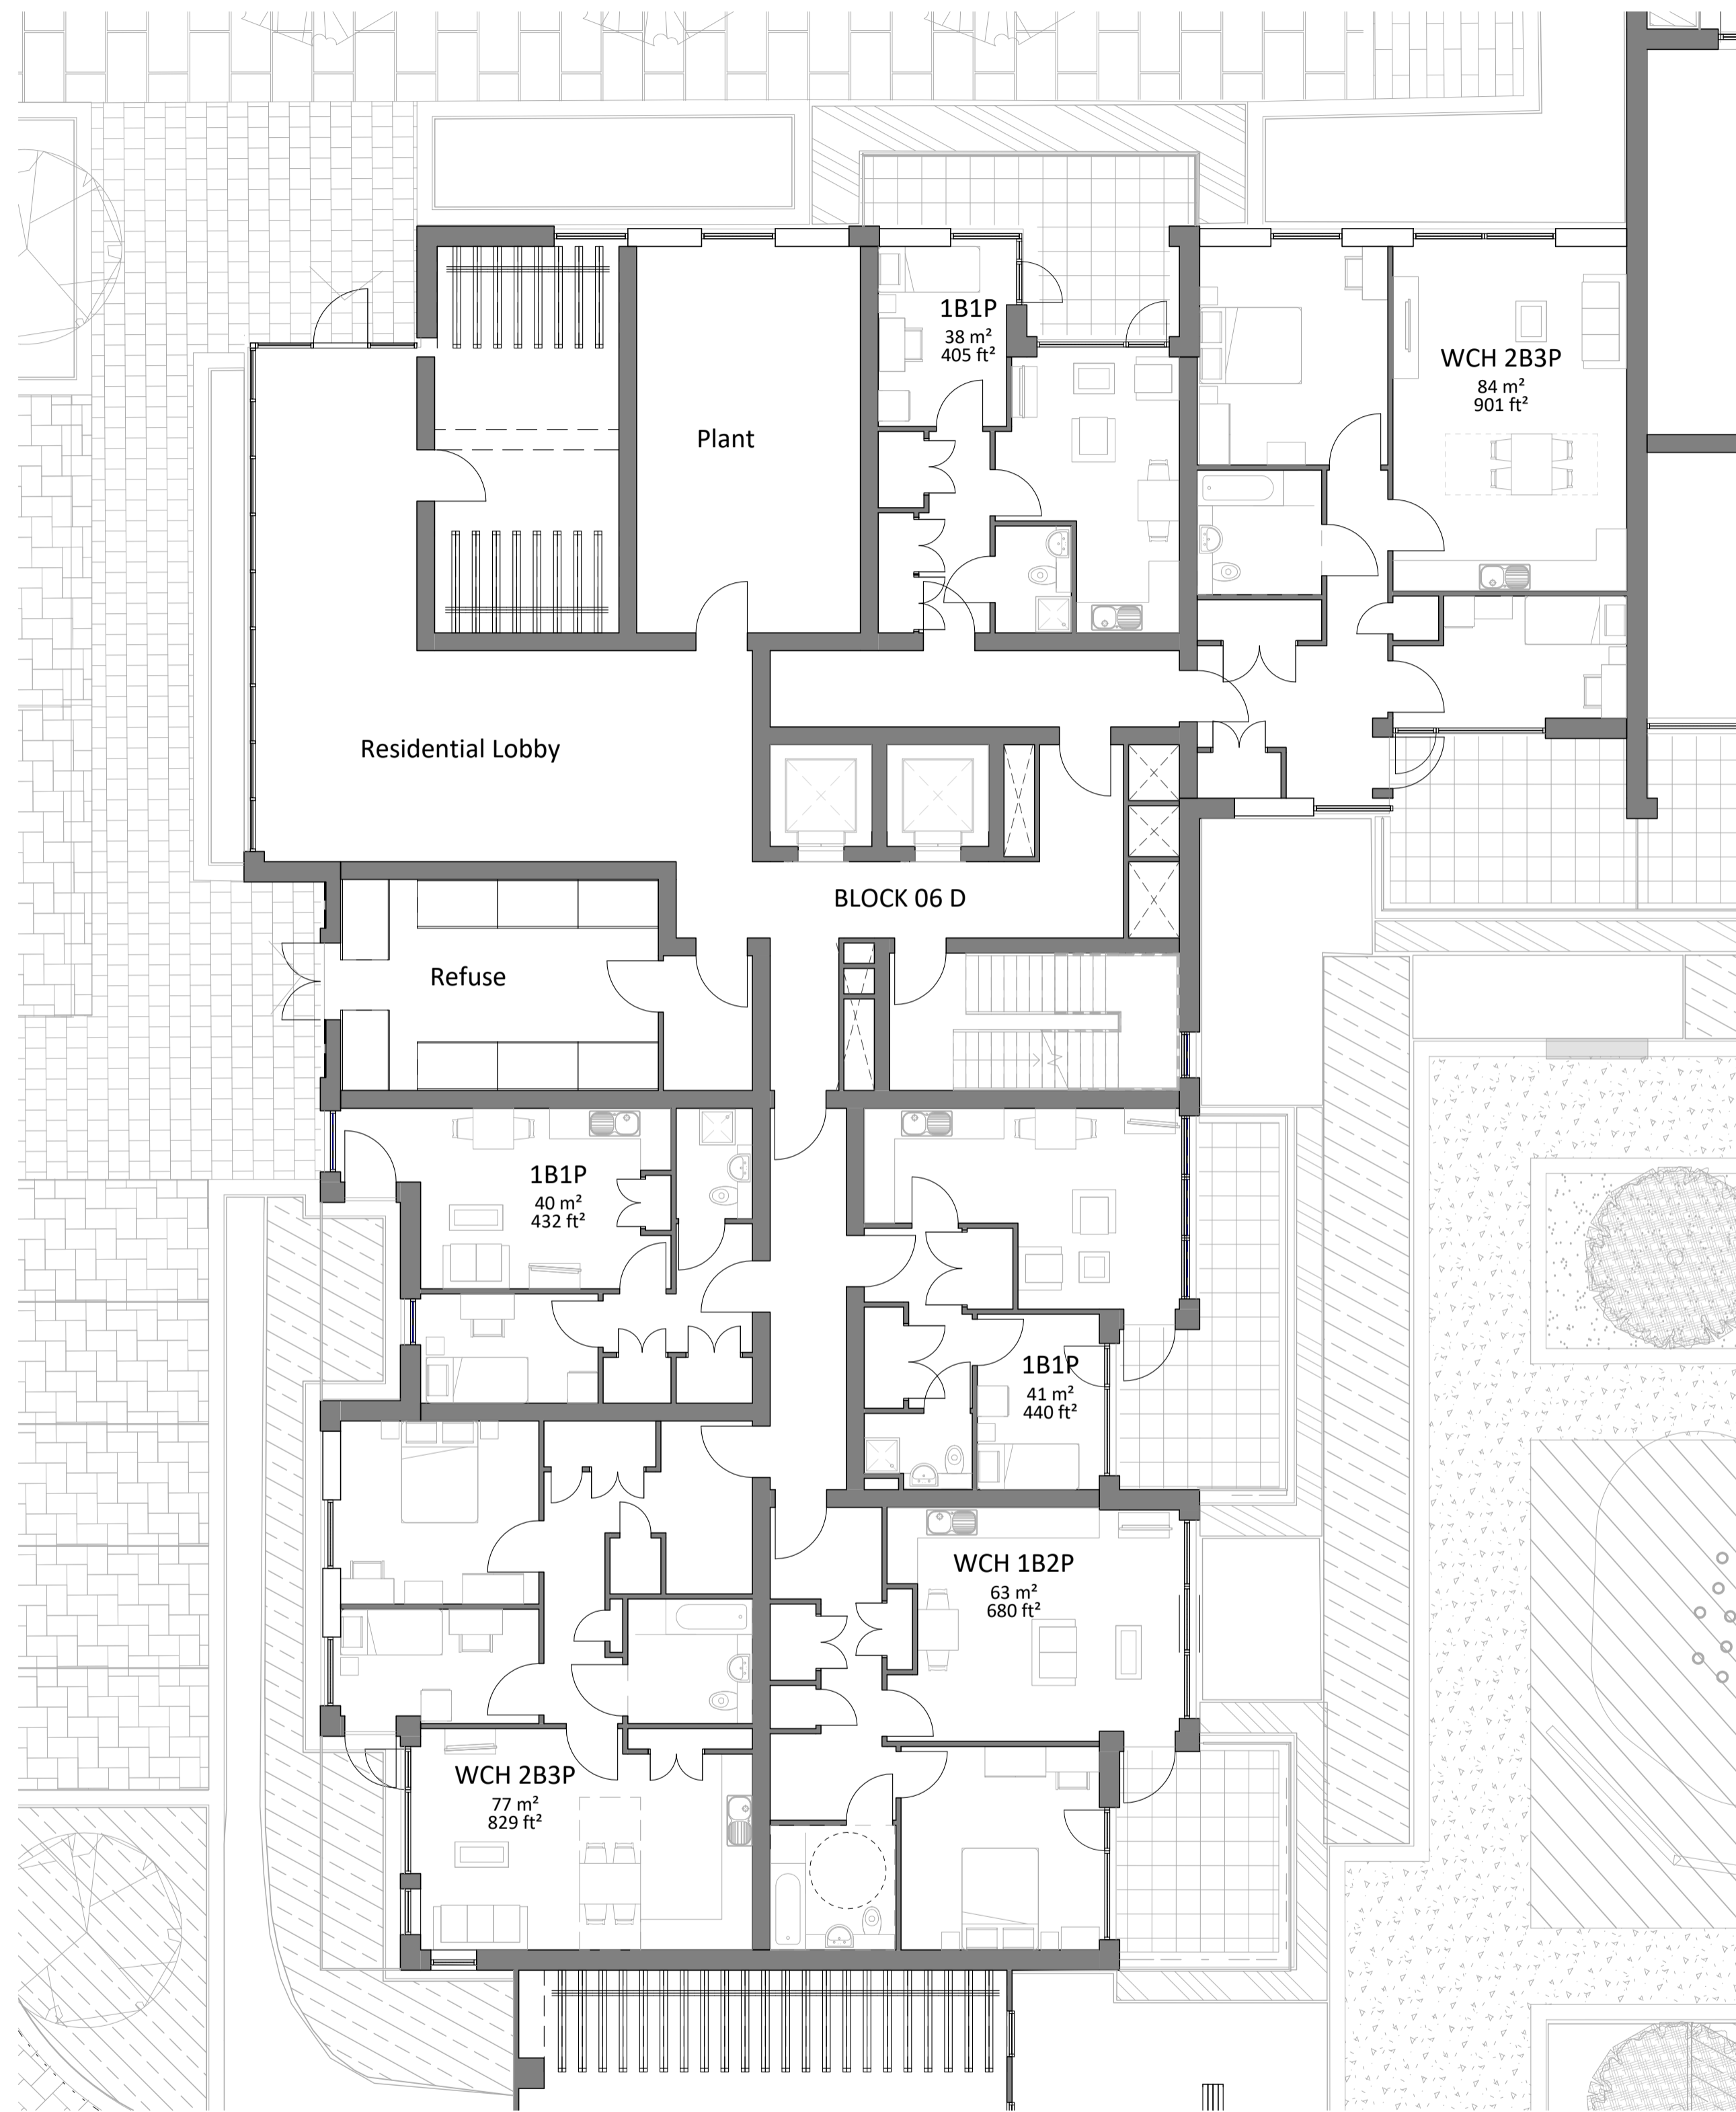 1B1P
38 m²
405 ft²
WCH 2B3P
84 m²
901 ft²
Plant
Residential Lobby
BLOCK 06 D
Refuse
1B1P
40 m²
432 ft²
1B1P
41 m²
440 ft²
WCH 1B2P
63 m²
680 ft²
WCH 2B3P
77 m²
829 ft²